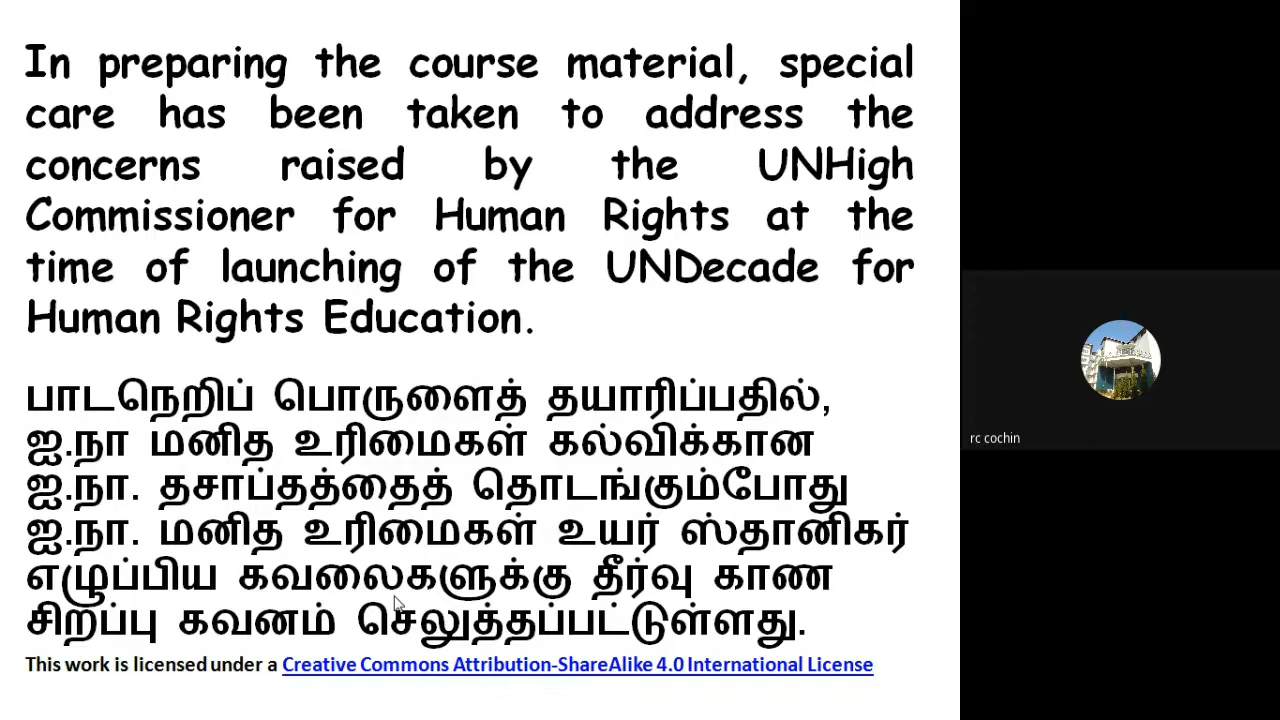 In preparing the course material, special
care has been taken to address the
concerns raised by the UNHigh
Commissioner for Human Rights at the
time of launching of the UNDecade for
Human Rights Education.
பாடநெறிப் பொருளைத் தயாரிப்பதில்,
ஐ.நா மனித உரிமைகள் கல்விக்கான
ஐ.நா. தசாப்தத்தைத் தொடங்கும்போது
ஐ.நா. மனித உரிமைகள் உயர் ஸ்தானிகர்
எழுப்பிய கவலைகளுக்கு தீர்வு காண
சிறப்பு கவனம் செலுத்தப்பட்டுள்ளது.
This work is licensed under a Creative Commons Attribution-ShareAlike 4.0 International License
rc cochin